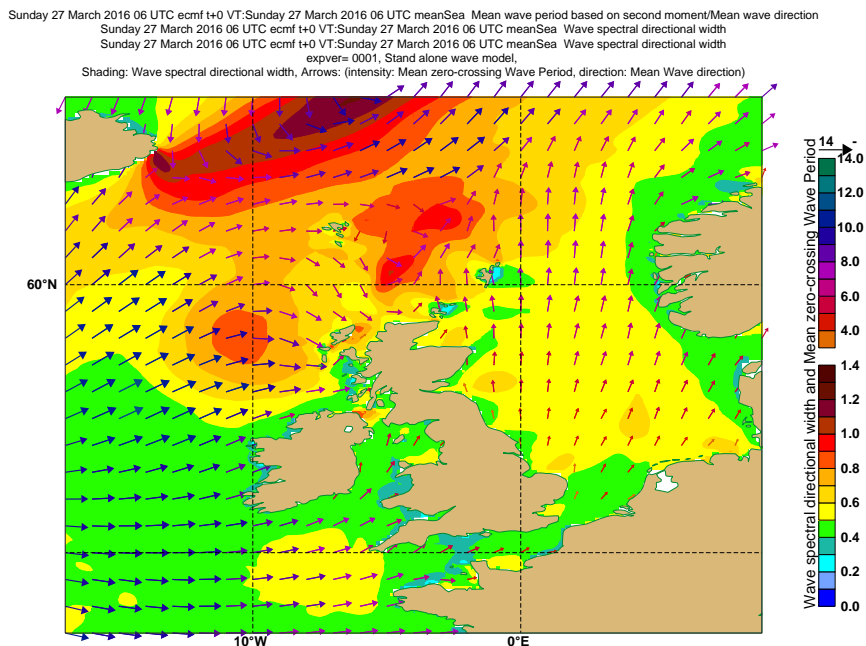 Sunday 27 March 2016 06 UTC ecmf t+0 VT:Sunday 27 March 2016 06 UTC meanSea Mean wave period based on second moment/Mean wave direction
Sunday 27 March 2016 06 UTC ecmf t+0 VT:Sunday 27 March 2016 06 UTC meanSea Wave spectral directional width
Sunday 27 March 2016 06 UTC ecmf t+0 VT:Sunday 27 March 2016 06 UTC meanSea Wave spectral directional width
expver= 0001, Stand alone wave model,
Shading: Wave spectral directional width, Arrows: (intensity: Mean zero-crossing Wave Period, direction: Mean Wave direction)
60°N
10°W
0°E
Wave spectral directional width and Mean zero-crossing Wave Period
14 -
14.0
12.0
10.0
8.0
6.0
4.0
1.4
1.2
1.0
0.8
0.6
0.4
0.2
0.0